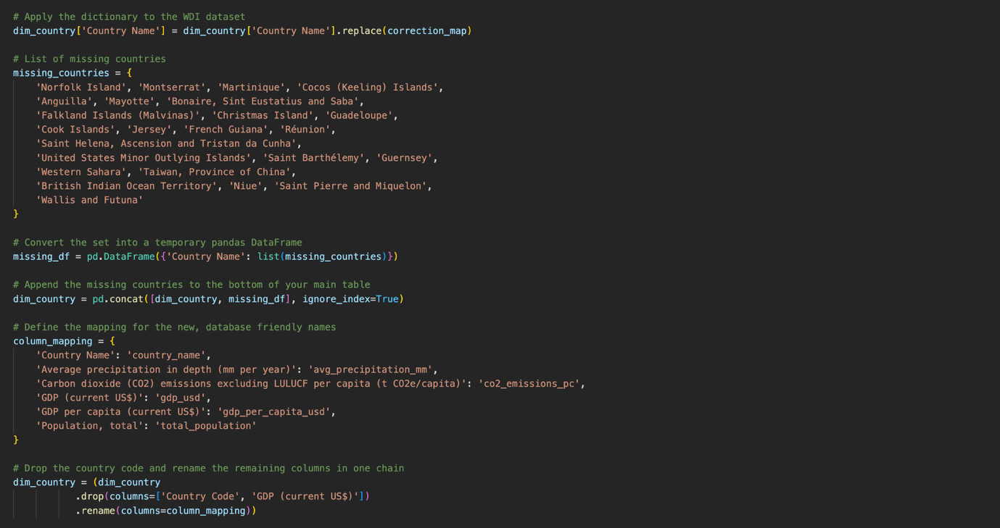 # Apply the dictionary to the WDI dataset
dim_country['Country Name'] = dim_country['Country Name'].replace(correction_map)
# List of missing countries
missing_countries = {
    'Norfolk Island', 'Montserrat', 'Martinique', 'Cocos (Keeling) Islands',
    'Anguilla', 'Mayotte', 'Bonaire, Sint Eustatius and Saba',
    'Falkland Islands (Malvinas)', 'Christmas Island', 'Guadeloupe',
    'Cook Islands', 'Jersey', 'French Guiana', 'Réunion',
    'Saint Helena, Ascension and Tristan da Cunha',
    'United States Minor Outlying Islands', 'Saint Barthélemy', 'Guernsey',
    'Western Sahara', 'Taiwan, Province of China',
    'British Indian Ocean Territory', 'Niue', 'Saint Pierre and Miquelon',
    'Wallis and Futuna'
}
# Convert the set into a temporary pandas DataFrame
missing_df = pd.DataFrame({'Country Name': list(missing_countries)})
# Append the missing countries to the bottom of your main table
dim_country = pd.concat([dim_country, missing_df], ignore_index=True)
# Define the mapping for the new, database friendly names
column_mapping = {
    'Country Name': 'country_name',
    'Average precipitation in depth (mm per year)': 'avg_precipitation_mm',
    'Carbon dioxide (CO2) emissions excluding LULUCF per capita (t CO2e/capita)': 'co2_emissions_pc',
    'GDP (current US$)': 'gdp_usd',
    'GDP per capita (current US$)': 'gdp_per_capita_usd',
    'Population, total': 'total_population'
}
# Drop the country code and rename the remaining columns in one chain
dim_country = (dim_country
           .drop(columns=['Country Code', 'GDP (current US$)'])
           .rename(columns=column_mapping))